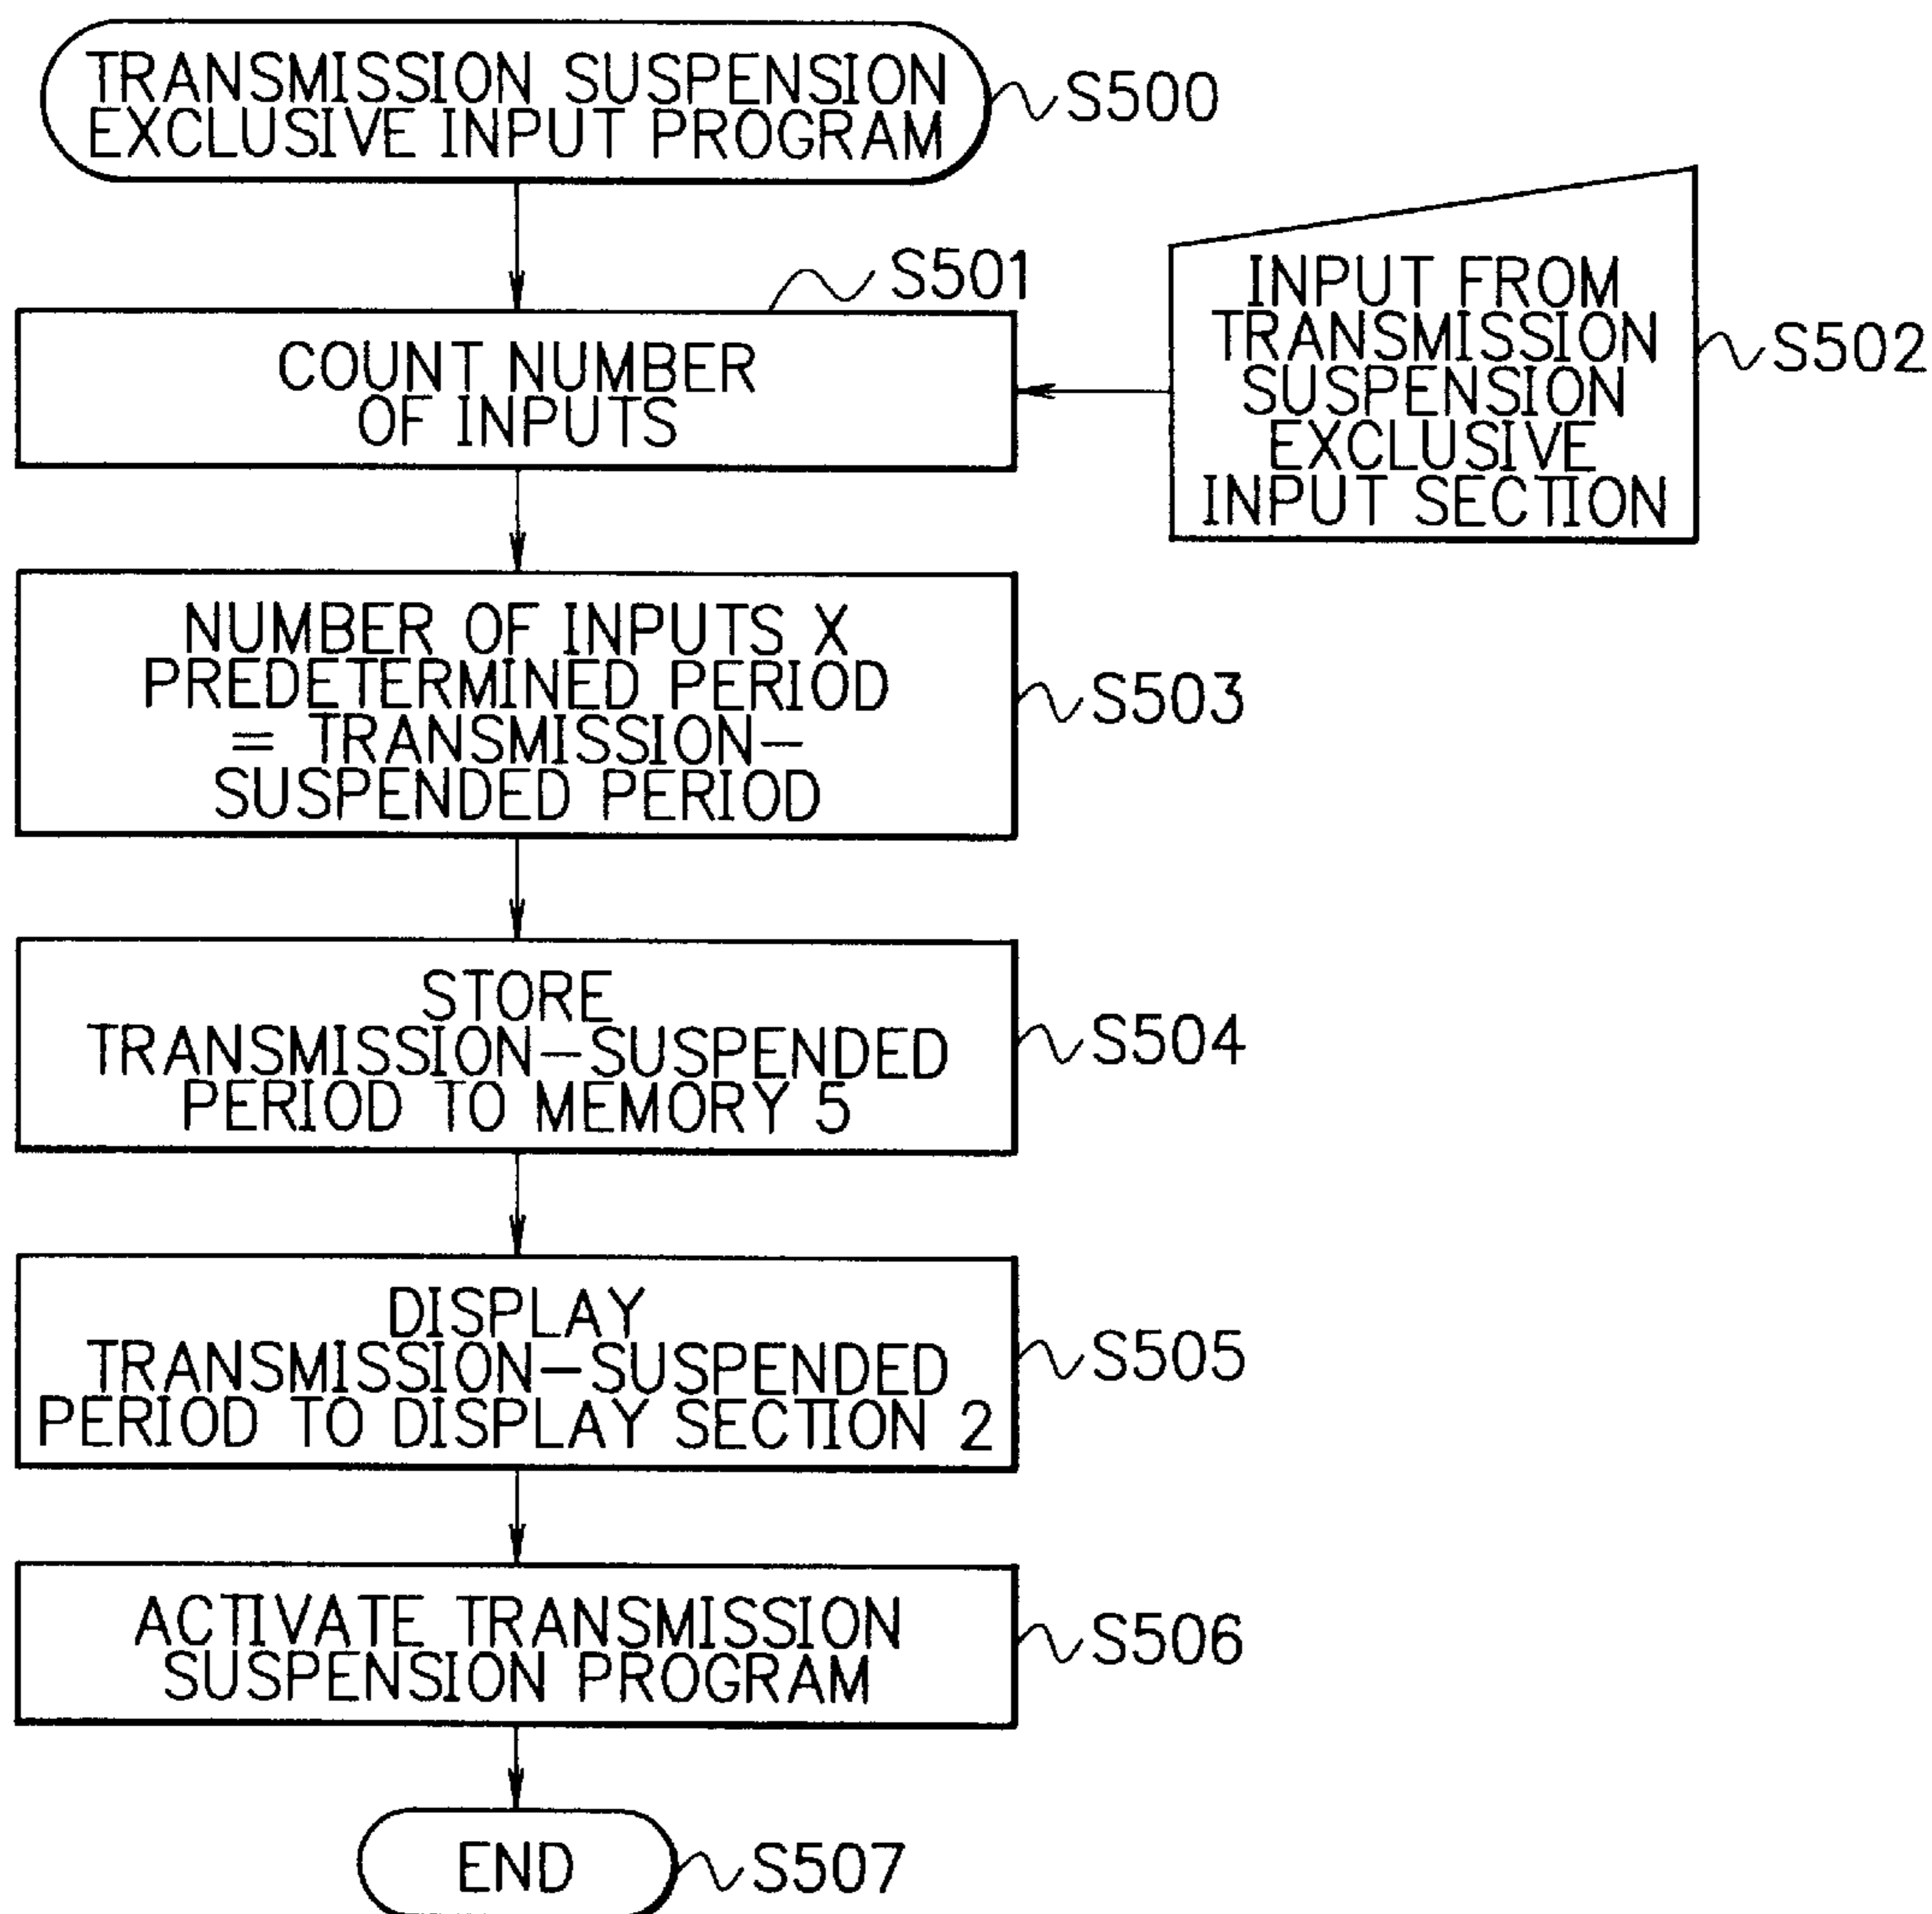 TRANSMISSION SUSPENSION
EXCLUSIVE INPUT PROGRAM
S500
S501
COUNT NUMBER
OF INPUTS
INPUT FROM
TRANSMISSION
SUSPENSION
EXCLUSIVE
INPUT SECTION
S502
NUMBER OF INPUTS X
PREDETERMINED PERIOD
= TRANSMISSION-
SUSPENDED PERIOD
S503
STORE
TRANSMISSION-SUSPENDED
PERIOD TO MEMORY 5
S504
DISPLAY
TRANSMISSION-SUSPENDED
PERIOD TO DISPLAY SECTION 2
S505
ACTIVATE TRANSMISSION
SUSPENSION PROGRAM
S506
END
S507